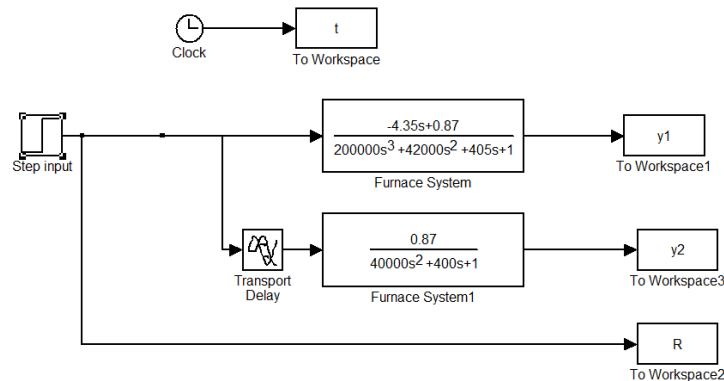 t
Clock
To Workspace
-4.35s+0.87
200000s³+42000s²+405s+1
y1
Step input
Furnace System
To Workspace1
0.87
40000s²+400s+1
y2
Transport
Delay
Furnace System1
To Workspace3
R
To Workspace2